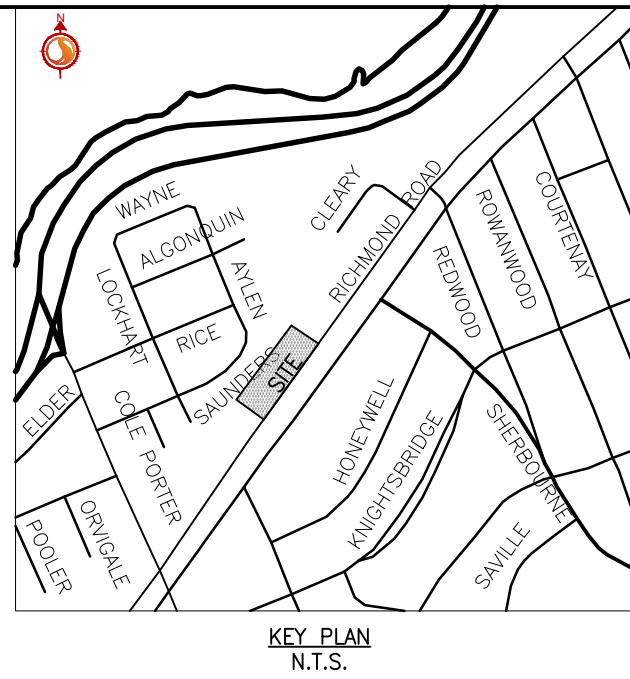 N
WAYNE
ALGONQUIN
CLEARY
RICHMOND ROAD
COURTENAY
ROWANWOOD
REDWOOD
LOCKHART
AYLEN
RICE
SAUNDERS
SITE
ELDER
COLE PORTER
HONEYWELL
KNIGHTSBRIDGE
SHERBOURNE
ORVIGALE
POOLER
SAVILLE
KEY PLAN
N.T.S.